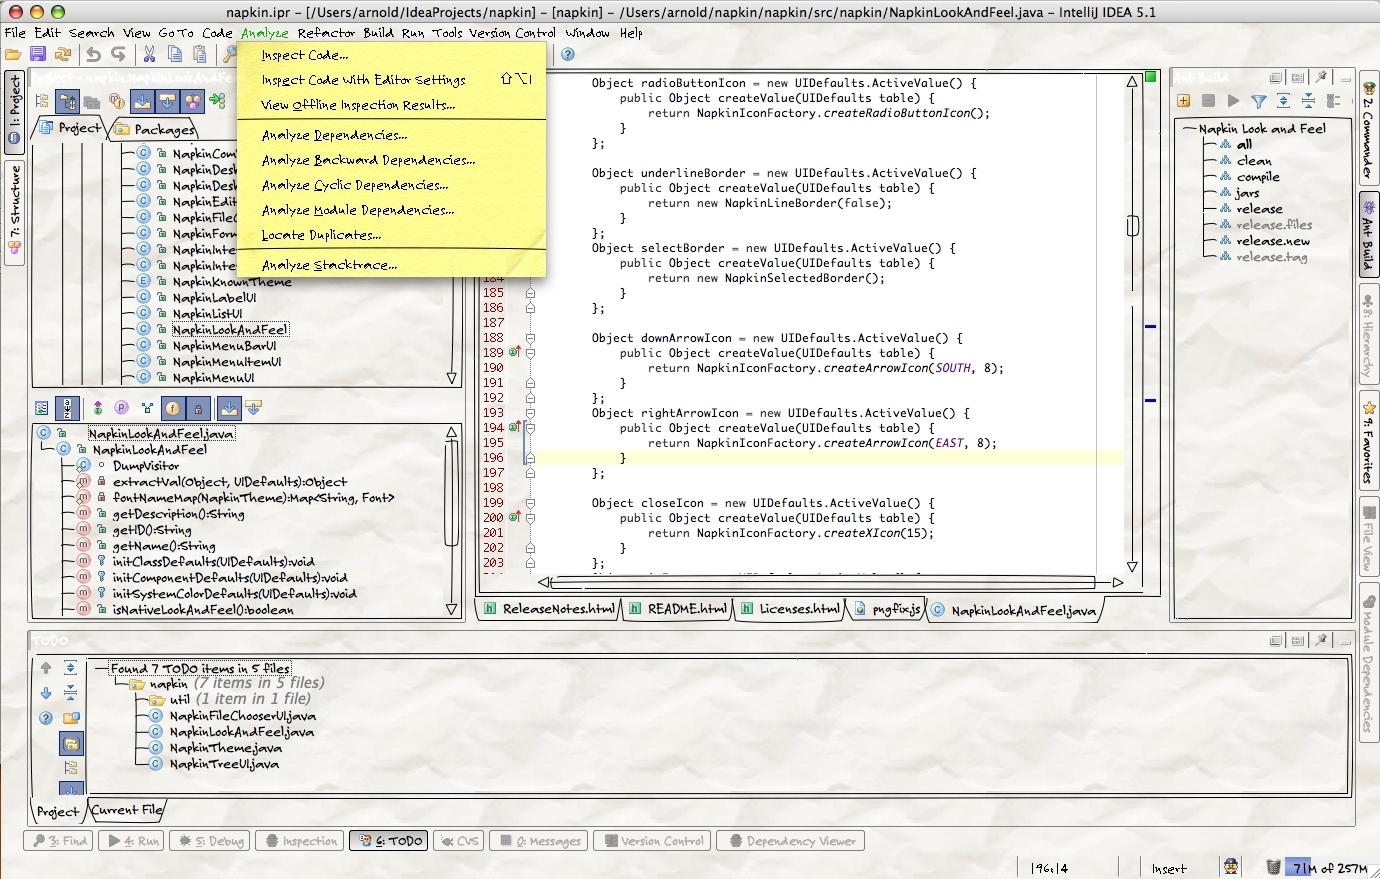 napkin.ipr - [/Users/arnold/IdeaProjects/napkin] - [napkin] - /Users/arnold/napkin/napkin/src/napkin/NapkinLookAndFeel.java - IntelliJ IDEA 5.1
File Edit Search View Go To Code Analyze Refactor Build Run Tools Version Control Window Help
Inspect Code...
Inspect Code With Editor Settings ⇧⌥I
View Offline Inspection Results...
Analyze Dependencies...
Analyze Backward Dependencies...
Analyze Cyclic Dependencies...
Analyze Module Dependencies...
Locate Duplicates...
Analyze Stacktrace...
1: Project
7: Structure
Project - napkin.NapkinLookAndFe
Project Packages
NapkinCom
NapkinDesk
NapkinDesk
NapkinEdit
NapkinFileC
NapkinForm
NapkinInte
NapkinInte
NapkinKnownTheme
NapkinLabelUI
NapkinListUI
NapkinLookAndFeel
NapkinMenuBarUI
NapkinMenuItemUI
NapkinMenuUI
NapkinLookAndFeel.java
NapkinLookAndFeel
DumpVisitor
extractVal(Object, UIDefaults):Object
fontNameMap(NapkinTheme):Map<String, Font>
getDescription():String
getID():String
getName():String
initClassDefaults(UIDefaults):void
initComponentDefaults(UIDefaults):void
initSystemColorDefaults(UIDefaults):void
isNativeLookAndFeel():boolean
Object radioButtonIcon = new UIDefaults.ActiveValue() {
public Object createValue(UIDefaults table) {
return NapkinIconFactory.createRadioButtonIcon();
}
};
Object underlineBorder = new UIDefaults.ActiveValue() {
public Object createValue(UIDefaults table) {
return new NapkinLineBorder(false);
}
};
Object selectBorder = new UIDefaults.ActiveValue() {
public Object createValue(UIDefaults table) {
184 return new NapkinSelectedBorder();
185 }
186 };
187
188 Object downArrowIcon = new UIDefaults.ActiveValue() {
189 public Object createValue(UIDefaults table) {
190 return NapkinIconFactory.createArrowIcon(SOUTH, 8);
191 }
192 };
193 Object rightArrowIcon = new UIDefaults.ActiveValue() {
194 public Object createValue(UIDefaults table) {
195 return NapkinIconFactory.createArrowIcon(EAST, 8);
196 }
197 };
198
199 Object closeIcon = new UIDefaults.ActiveValue() {
200 public Object createValue(UIDefaults table) {
201 return NapkinIconFactory.createXIcon(15);
202 }
203 };
ReleaseNotes.html README.html Licenses.html pngfix.js NapkinLookAndFeel.java
Ant Build
Napkin Look and Feel
all
clean
compile
jars
release
release.files
release.new
release.tag
2: Commander
Ant Build
8: Hierarchy
9: Favorites
File View
Module Dependencies
TODO
Found 7 TODO items in 5 files
napkin (7 items in 5 files)
util (1 item in 1 file)
NapkinFileChooserUI.java
NapkinLookAndFeel.java
NapkinTheme.java
NapkinTreeUI.java
Project Current File
3: Find 4: Run 5: Debug Inspection 6: TODO CVS 0: Messages Version Control Dependency Viewer
196:14 Insert 71M of 257M